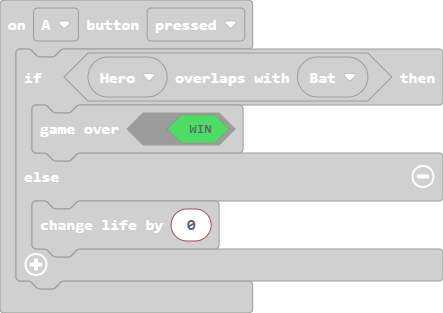 on A button pressed
if Hero overlaps with Bat then
game over WIN
else
change life by 0